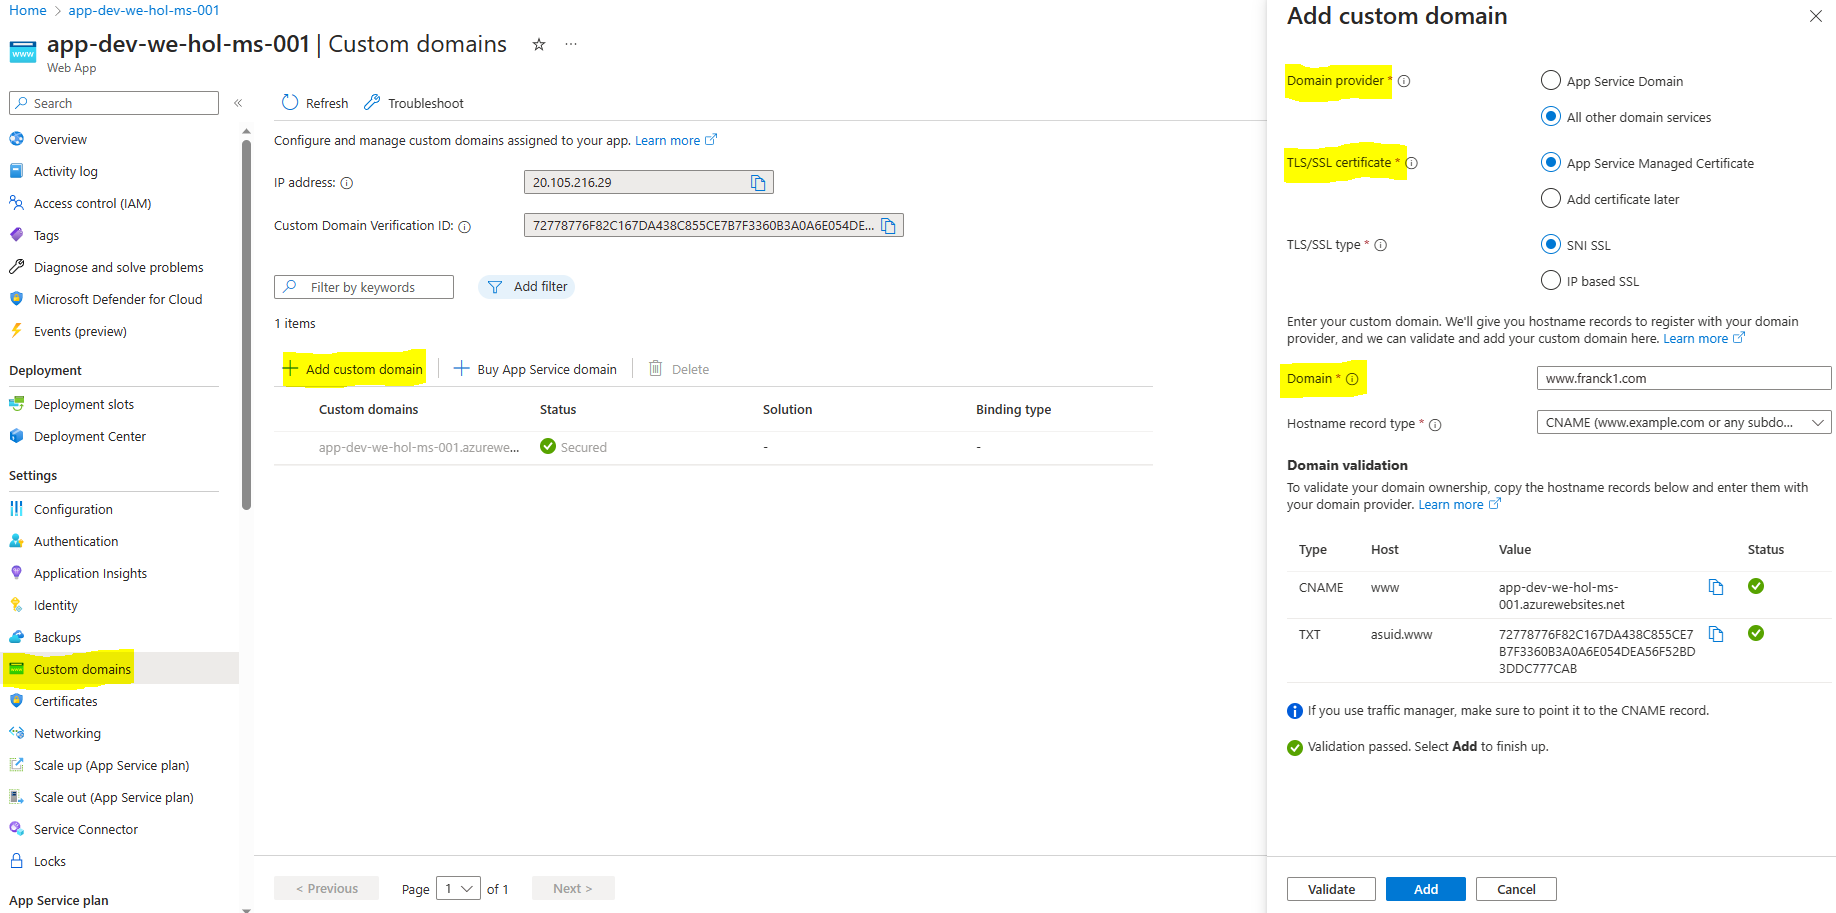 Home > app-dev-we-hol-ms-001
app-dev-we-hol-ms-001 | Custom domains
Web App
Search
Overview
Activity log
Access control (IAM)
Tags
Diagnose and solve problems
Microsoft Defender for Cloud
Events (preview)
Deployment
Deployment slots
Deployment Center
Settings
Configuration
Authentication
Application Insights
Identity
Backups
Custom domains
Certificates
Networking
Scale up (App Service plan)
Scale out (App Service plan)
Service Connector
Locks
App Service plan
Refresh Troubleshoot
Configure and manage custom domains assigned to your app. Learn more
IP address: 20.105.216.29
Custom Domain Verification ID: 72778776F82C167DA438C855CE7B7F3360B3A0A6E054DE...
Filter by keywords Add filter
1 items
Add custom domain Buy App Service domain Delete
Custom domains Status Solution Binding type
app-dev-we-hol-ms-001.azurewe... Secured - -
< Previous Page 1 of 1 Next >
Add custom domain
Domain provider * App Service Domain
All other domain services
TLS/SSL certificate * App Service Managed Certificate
Add certificate later
TLS/SSL type * SNI SSL
IP based SSL
Enter your custom domain. We'll give you hostname records to register with your domain
provider, and we can validate and add your custom domain here. Learn more
Domain * www.franck1.com
Hostname record type * CNAME (www.example.com or any subdo...
Domain validation
To validate your domain ownership, copy the hostname records below and enter them with
your domain provider. Learn more
Type Host Value Status
CNAME www app-dev-we-hol-ms-
001.azurewebsites.net
TXT asuid.www 72778776F82C167DA438C855CE7
B7F3360B3A0A6E054DEA56F52BD
3DDC777CAB
If you use traffic manager, make sure to point it to the CNAME record.
Validation passed. Select Add to finish up.
Validate Add Cancel